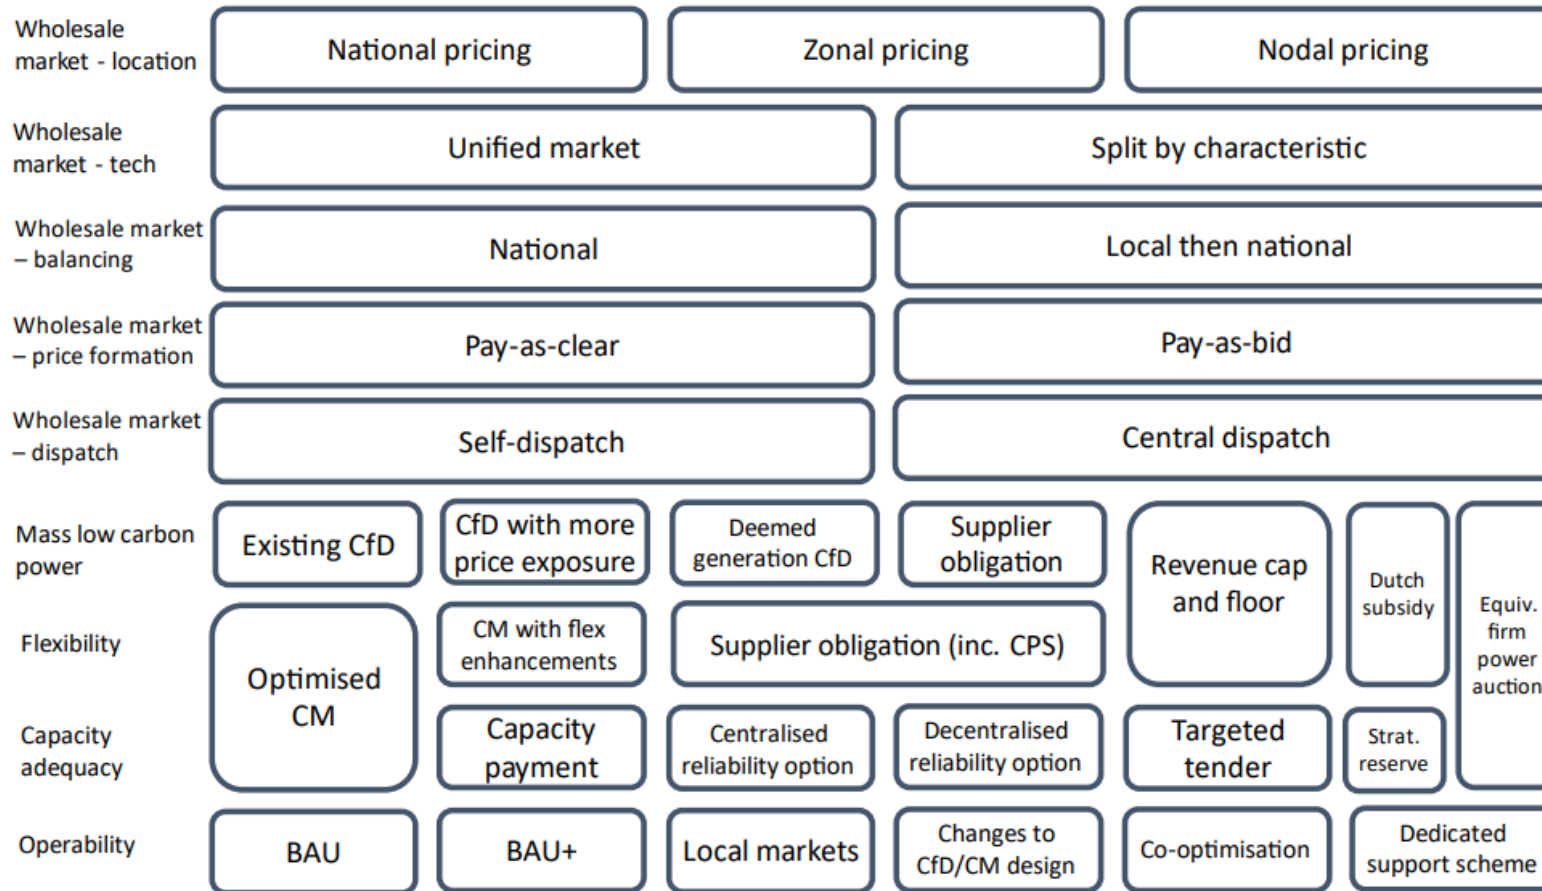 Wholesale
market - location
National pricing
Zonal pricing
Nodal pricing
Wholesale
market - tech
Unified market
Split by characteristic
Wholesale market
– balancing
National
Local then national
Wholesale market
– price formation
Pay-as-clear
Pay-as-bid
Wholesale market
– dispatch
Self-dispatch
Central dispatch
Mass low carbon
power
Existing CfD
CfD with more
price exposure
Deemed
generation CfD
Supplier
obligation
Revenue cap
and floor
Dutch
subsidy
Equiv.
firm
power
auction
Flexibility
Optimised
CM
CM with flex
enhancements
Supplier obligation (inc. CPS)
Capacity
adequacy
Capacity
payment
Centralised
reliability option
Decentralised
reliability option
Targeted
tender
Strat.
reserve
Operability
BAU
BAU+
Local markets
Changes to
CfD/CM design
Co-optimisation
Dedicated
support scheme